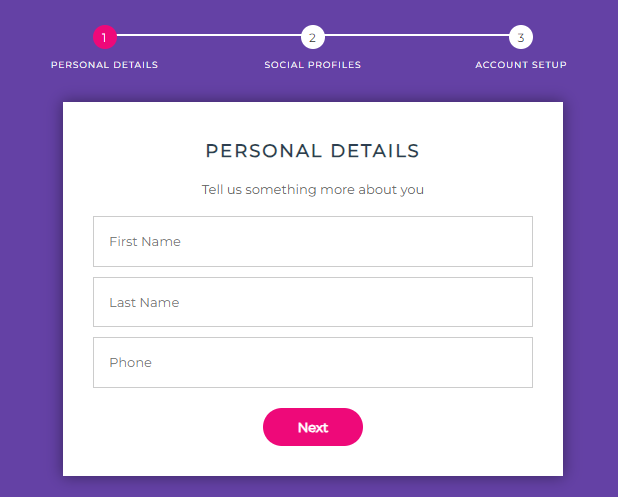 1 2 3
PERSONAL DETAILS SOCIAL PROFILES ACCOUNT SETUP
PERSONAL DETAILS
Tell us something more about you
First Name
Last Name
Phone
Next